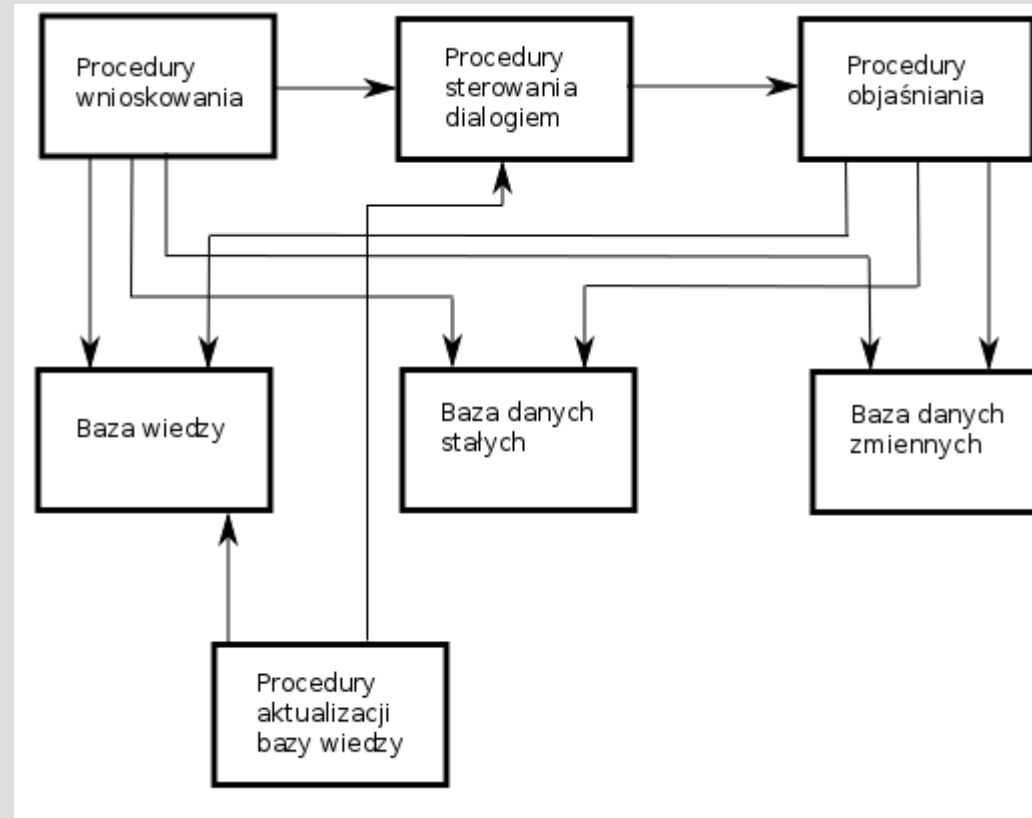 Procedury
wnioskowania
Procedury
sterowania
dialogiem
Procedury
objaśniania
Baza wiedzy
Baza danych
stałych
Baza danych
zmiennych
Procedury
aktualizacji
bazy wiedzy